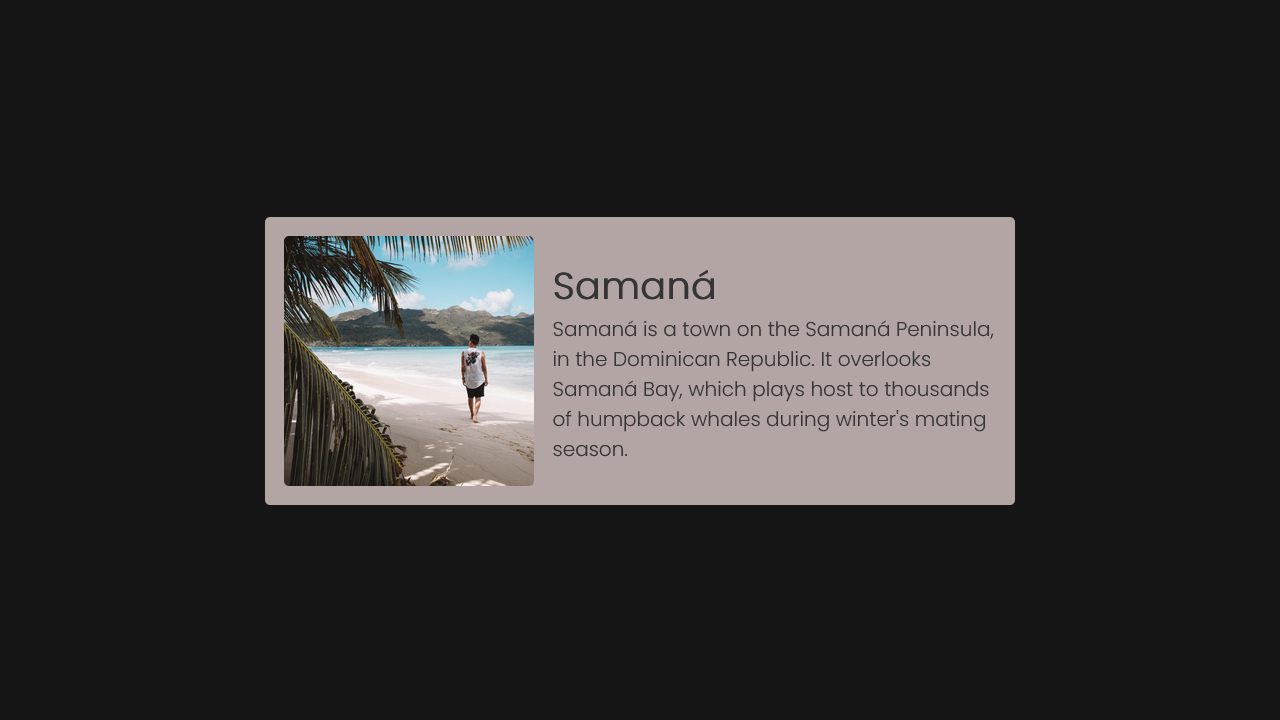 Samaná
Samaná is a town on the Samaná Peninsula,
in the Dominican Republic. It overlooks
Samaná Bay, which plays host to thousands
of humpback whales during winter's mating
season.